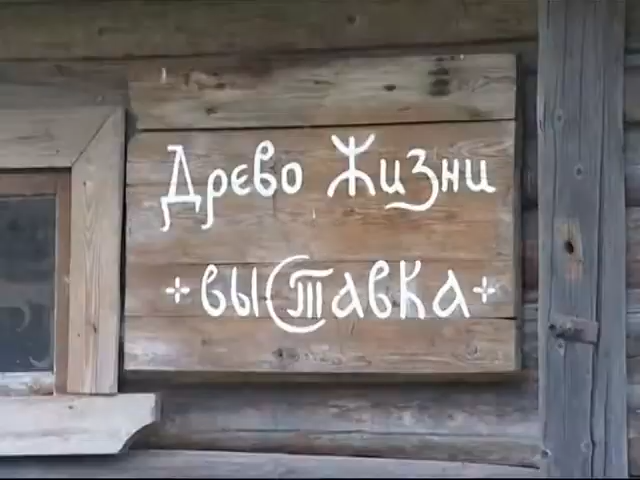 Древо Жизни
выставка